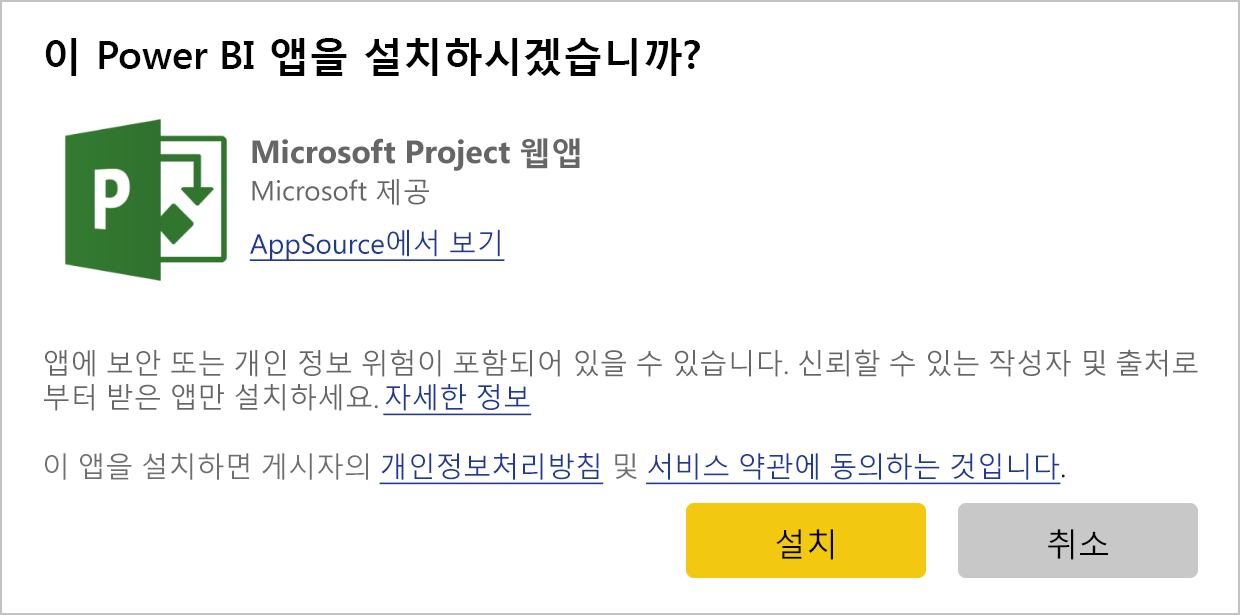 이 Power BI 앱을 설치하시겠습니까?
P
Microsoft Project 웹앱
Microsoft 제공
AppSource에서 보기
앱에 보안 또는 개인 정보 위험이 포함되어 있을 수 있습니다. 신뢰할 수 있는 작성자 및 출처로
부터 받은 앱만 설치하세요. 자세한 정보
이 앱을 설치하면 게시자의 개인정보처리방침 및 서비스 약관에 동의하는 것입니다.
설치
취소